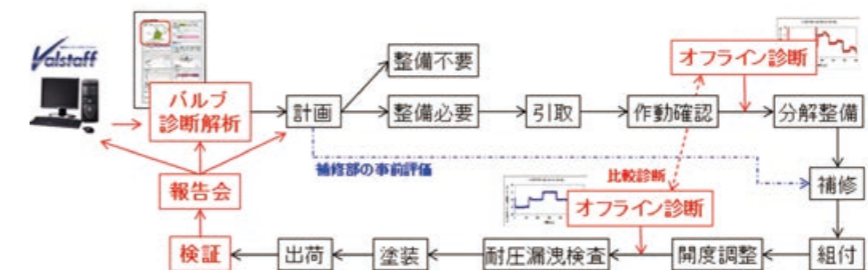 Valstaff
バルブ
診断解析
計画
整備不要
整備必要
引取
作動確認
オフライン診断
分解整備
補修部の事前評価
比較診断
オフライン診断
補修
報告会
検証
出荷
塗装
耐圧漏洩検査
開度調整
組付